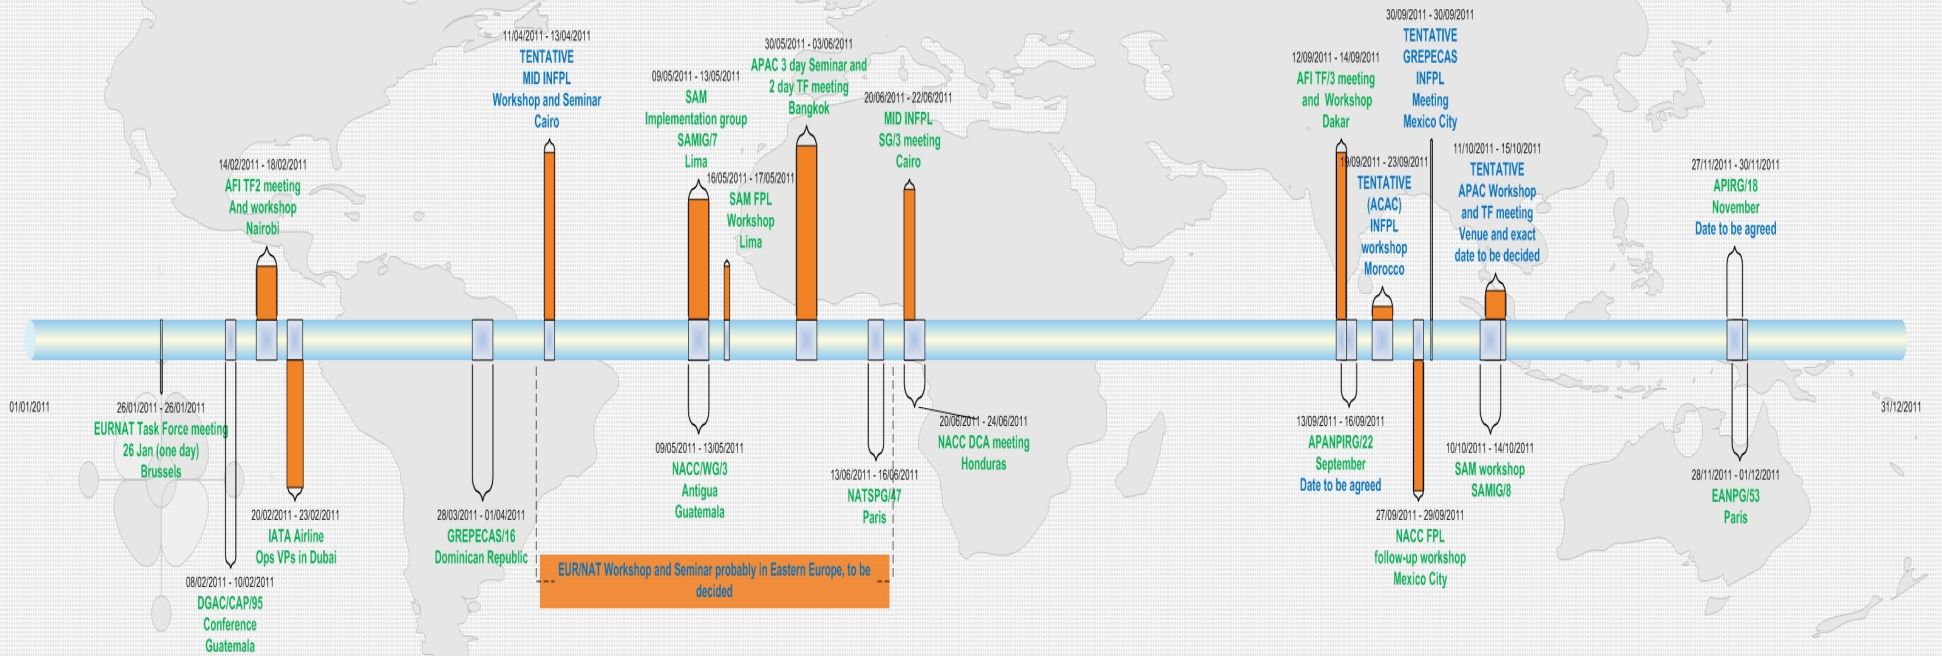 11/04/2011 - 13/04/2011
TENTATIVE
MID INFPL
Workshop and Seminar
Cairo
09/05/2011 - 13/05/2011
SAM
Implementation group
SAMIG/7
Lima
30/05/2011 - 03/06/2011
APAC 3 day Seminar and
2 day TF meeting
Bangkok
20/06/2011 - 22/06/2011
MID INFPL
SG/3 meeting
Cairo
12/09/2011 - 14/09/2011
AFI TF/3 meeting
and Workshop
Dakar
30/09/2011 - 30/09/2011
TENTATIVE
GREPECAS
INFPL
Meeting
Mexico City
14/02/2011 - 18/02/2011
AFI TF2 meeting
And workshop
Nairobi
16/05/2011 - 17/05/2011
SAM FPL
Workshop
Lima
19/09/2011 - 23/09/2011
TENTATIVE
(ACAC)
INFPL
workshop
Morocco
11/10/2011 - 15/10/2011
TENTATIVE
APAC Workshop
and TF meeting
Venue and exact
date to be decided
27/11/2011 - 30/11/2011
APIRG/18
November
Date to be agreed
01/01/2011
31/12/2011
26/01/2011 - 26/01/2011
EURNAT Task Force meeting
26 Jan (one day)
Brussels
08/02/2011 - 10/02/2011
DGAC/CAP/95
Conference
Guatemala
20/02/2011 - 23/02/2011
IATA Airline
Ops VPs in Dubai
28/03/2011 - 01/04/2011
GREPECAS/16
Dominican Republic
09/05/2011 - 13/05/2011
NACC/WG/3
Antigua
Guatemala
13/06/2011 - 16/06/2011
NATSPG/47
Paris
20/06/2011 - 24/06/2011
NACC DCA meeting
Honduras
EUR/NAT Workshop and Seminar probably in Eastern Europe, to be
decided
13/09/2011 - 16/09/2011
APANPIRG/22
September
Date to be agreed
27/09/2011 - 29/09/2011
NACC FPL
follow-up workshop
Mexico City
10/10/2011 - 14/10/2011
SAM workshop
SAMIG/8
28/11/2011 - 01/12/2011
EANPG/53
Paris